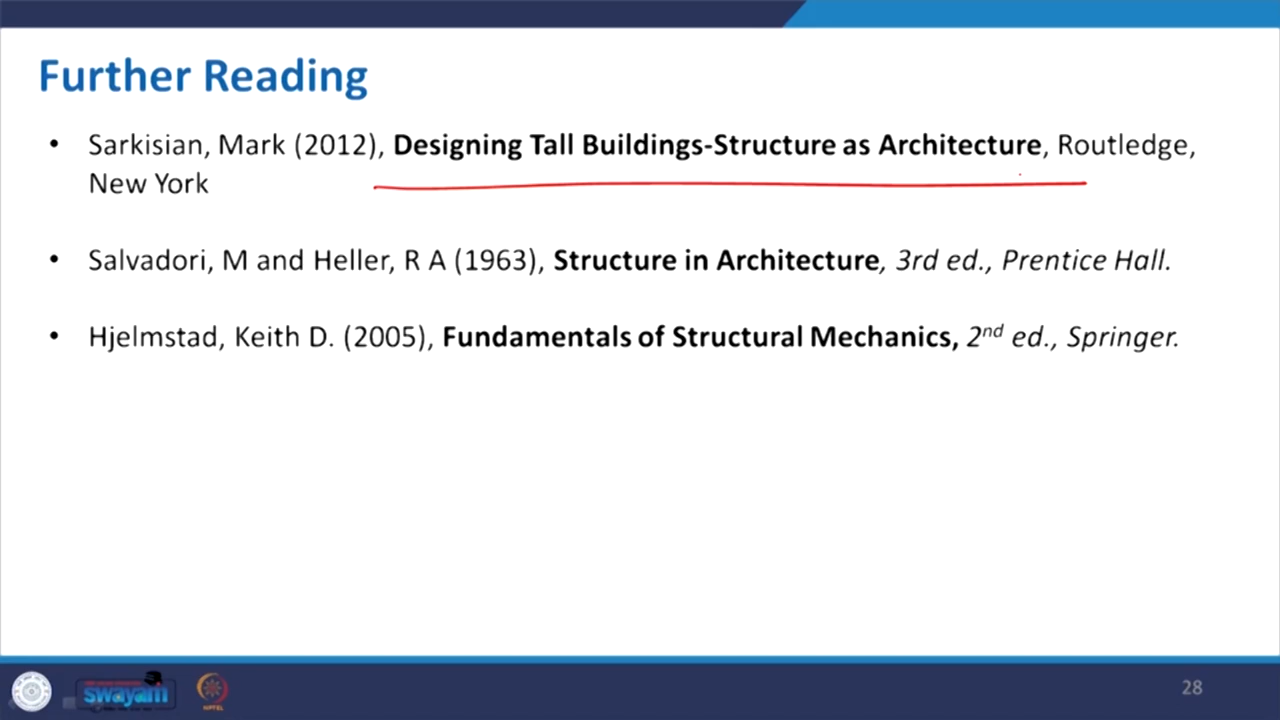 Further Reading
• Sarkisian, Mark (2012), Designing Tall Buildings-Structure as Architecture, Routledge,
New York
• Salvadori, M and Heller, R A (1963), Structure in Architecture, 3rd ed., Prentice Hall.
• Hjelmstad, Keith D. (2005), Fundamentals of Structural Mechanics, 2nd ed., Springer.
swayam
NPTEL
28